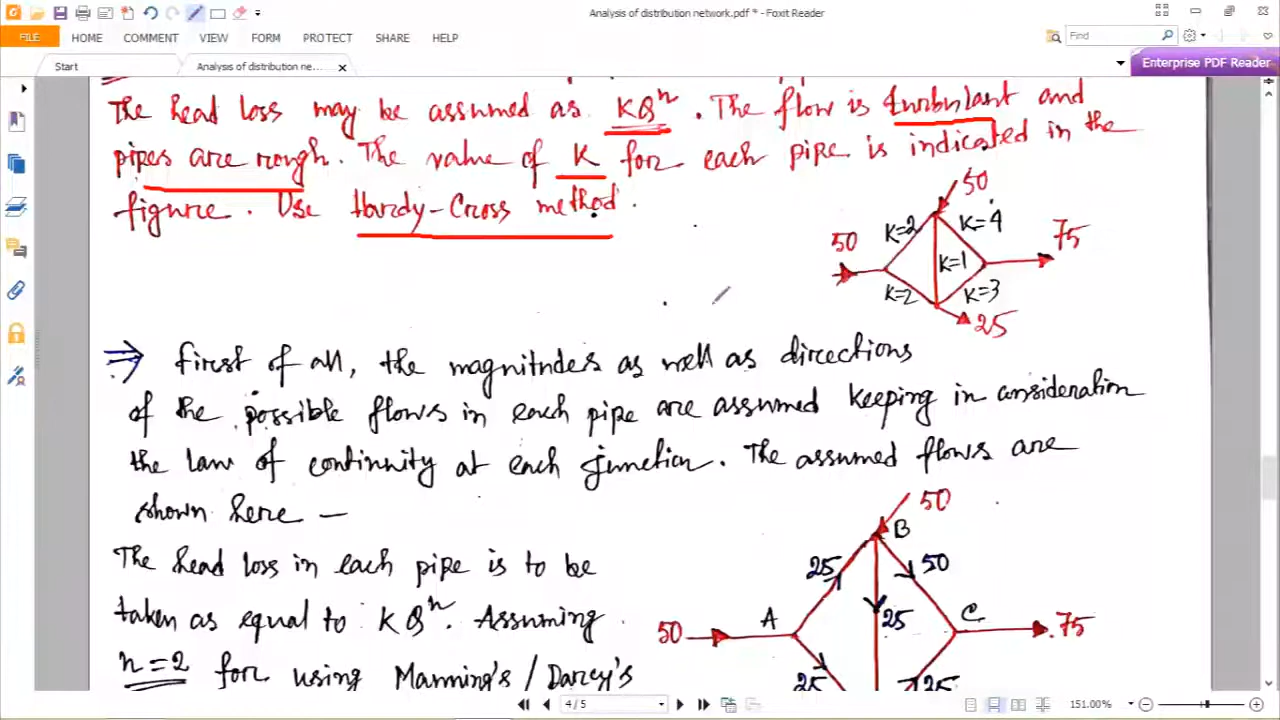 Analysis of distribution network.pdf * - Foxit Reader
FILE HOME COMMENT VIEW FORM PROTECT SHARE HELP
Find
Start
Analysis of distribution ne...
Enterprise PDF Reader
The head loss may be assumed as KQⁿ. The flow is turbulant and
pipes are rough. The value of K for each pipe is indicated in the
figure. Use Hardy-Cross method.
50
K=2 K=4
50 75
K=1
K=2 K=3
25
⇒ first of all, the magnitudes as well as directions
of the possible flows in each pipe are assumed keeping in consideration
the law of continuity at each junction. The assumed flows are
shown here —
50
B
The head loss in each pipe is to be
25 50
taken as equal to KQⁿ. Assuming
A 25 C
50 75
n=2 for using Manning's / Darcy's
25 25
4 / 5
151.00%